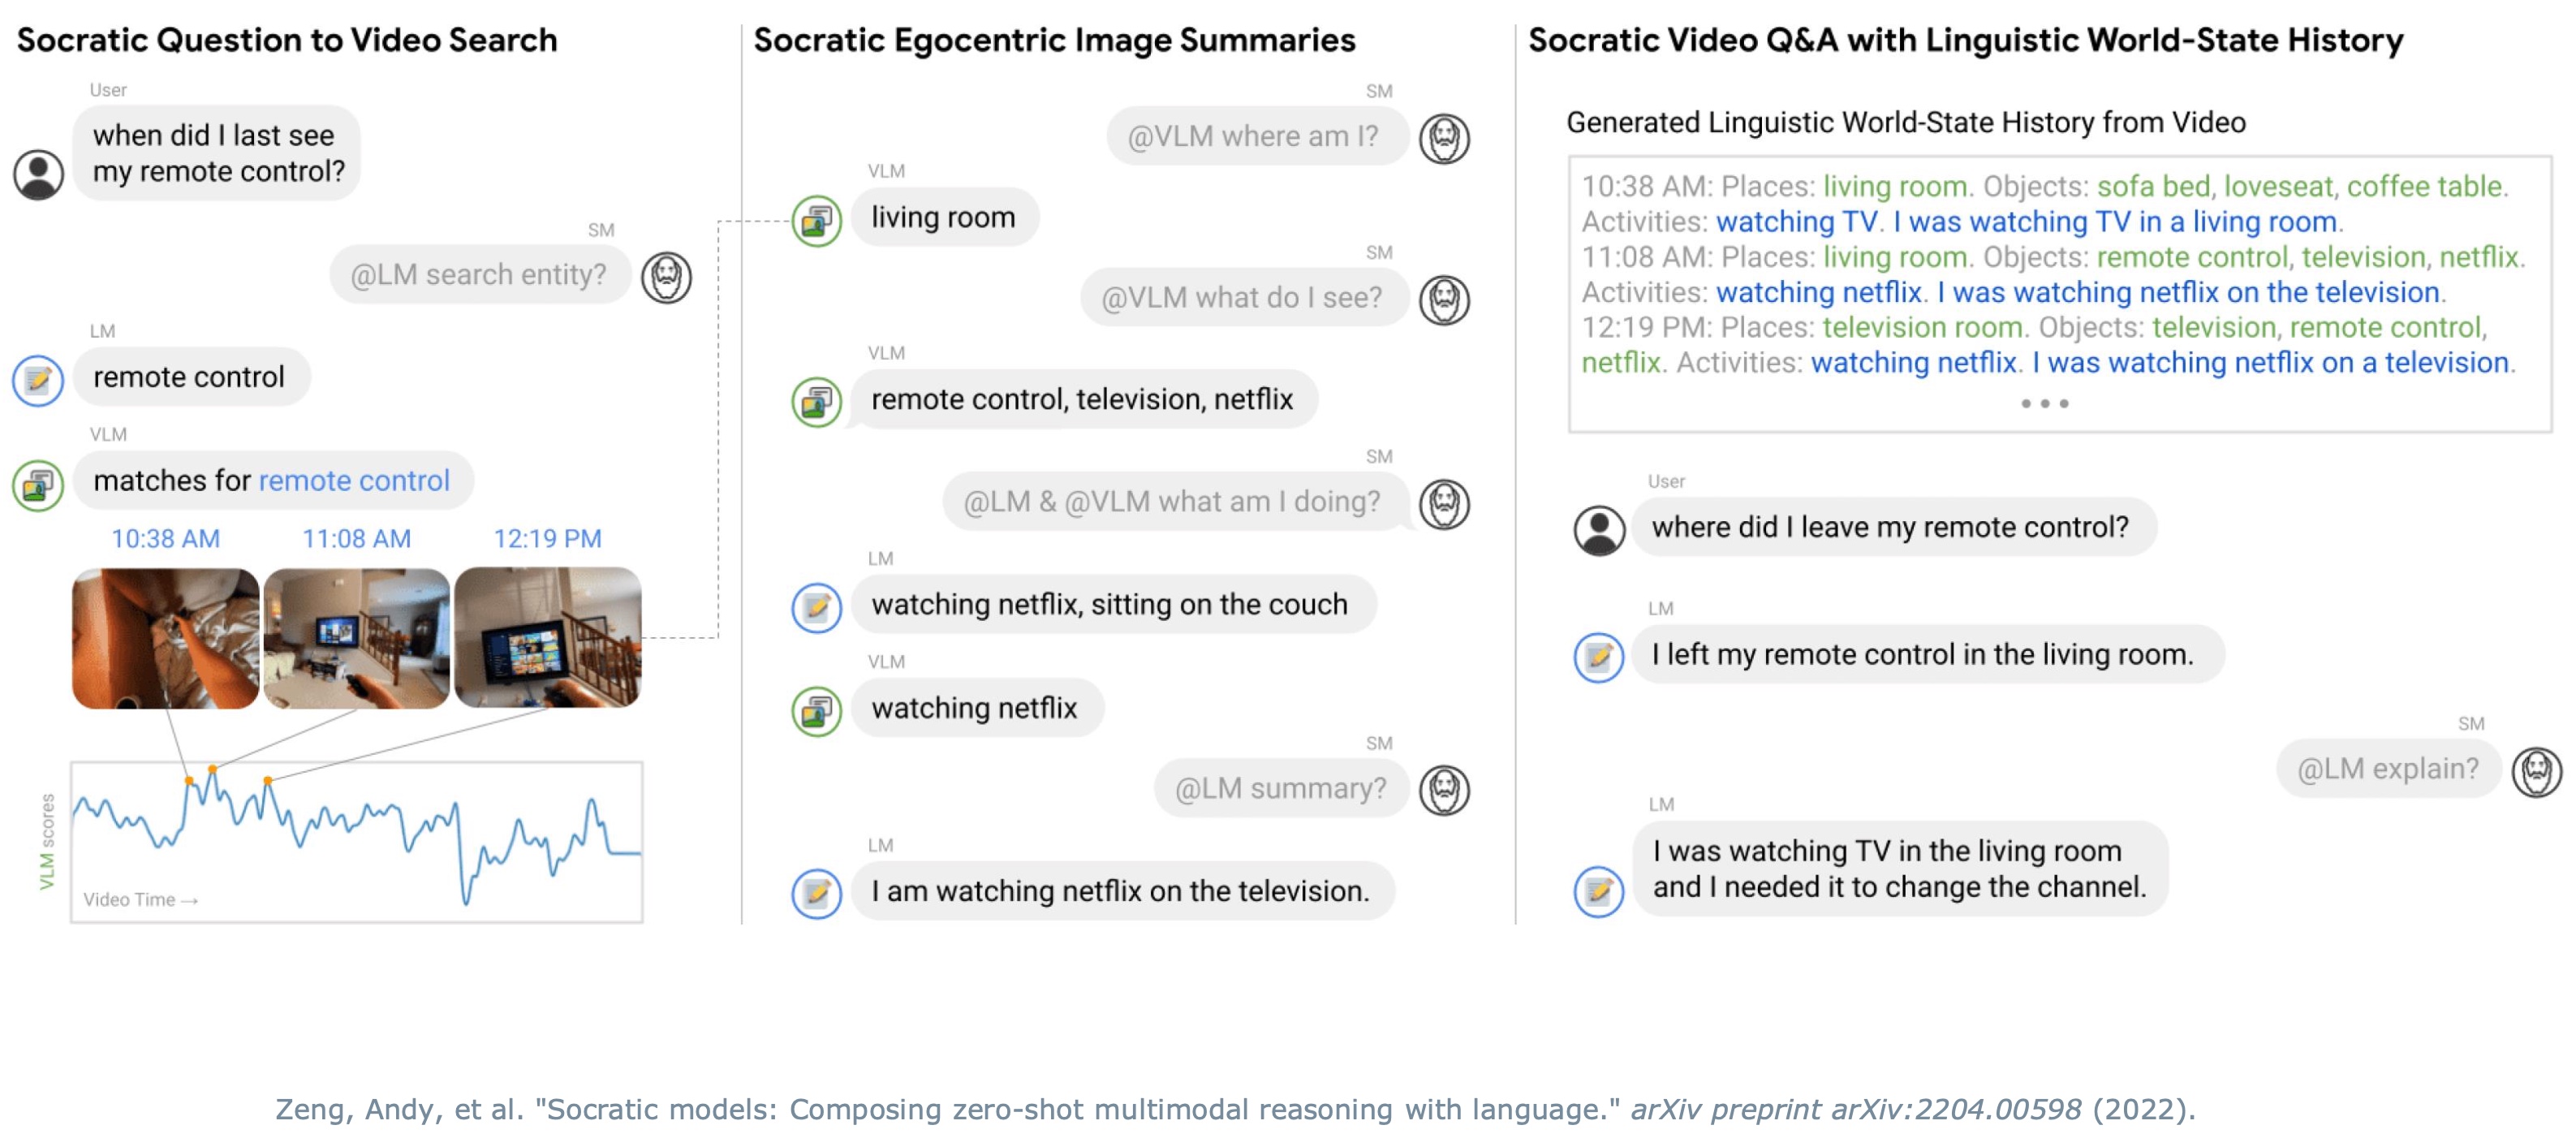 Socratic Question to Video Search
User
when did I last see
my remote control?
SM
@LM search entity?
LM
remote control
VLM
matches for remote control
10:38 AM
11:08 AM
12:19 PM
VLM scores
Video Time →
Socratic Egocentric Image Summaries
SM
@VLM where am I?
VLM
living room
SM
@VLM what do I see?
VLM
remote control, television, netflix
SM
@LM & @VLM what am I doing?
LM
watching netflix, sitting on the couch
VLM
watching netflix
SM
@LM summary?
LM
I am watching netflix on the television.
Socratic Video Q&A with Linguistic World-State History
Generated Linguistic World-State History from Video
10:38 AM: Places: living room. Objects: sofa bed, loveseat, coffee table.
Activities: watching TV. I was watching TV in a living room.
11:08 AM: Places: living room. Objects: remote control, television, netflix.
Activities: watching netflix. I was watching netflix on the television.
12:19 PM: Places: television room. Objects: television, remote control,
netflix. Activities: watching netflix. I was watching netflix on a television.
•••
User
where did I leave my remote control?
LM
I left my remote control in the living room.
SM
@LM explain?
LM
I was watching TV in the living room
and I needed it to change the channel.
Zeng, Andy, et al. "Socratic models: Composing zero-shot multimodal reasoning with language." arXiv preprint arXiv:2204.00598 (2022).